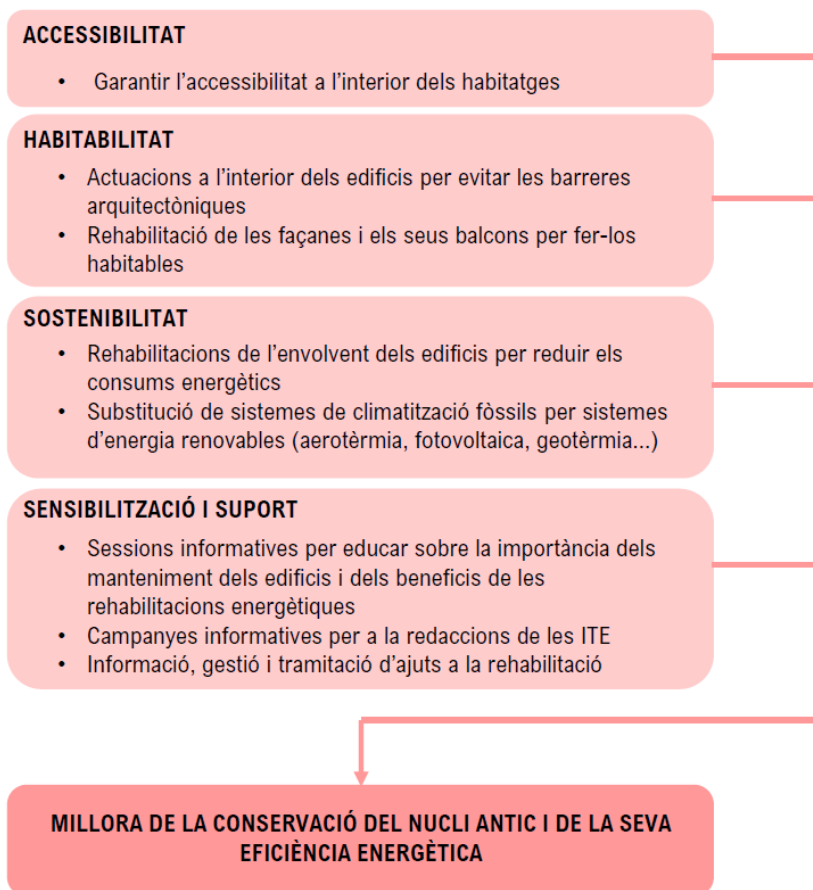 ACCESSIBILITAT
• Garantir l'accessibilitat a l'interior dels habitatges
HABITABILITAT
• Actuacions a l'interior dels edificis per evitar les barreres
arquitectòniques
• Rehabilitació de les façanes i els seus balcons per fer-los
habitables
SOSTENIBILITAT
• Rehabilitacions de l'envolvent dels edificis per reduir els
consums energètics
• Substitució de sistemes de climatització fòssils per sistemes
d'energia renovables (aerotèrmia, fotovoltaica, geotèrmia...)
SENSIBILITZACIÓ I SUPORT
• Sessions informatives per educar sobre la importància dels
manteniment dels edificis i dels beneficis de les
rehabilitacions energètiques
• Campanyes informatives per a la redaccions de les ITE
• Informació, gestió i tramitació d'ajuts a la rehabilitació
MILLORA DE LA CONSERVACIÓ DEL NUCLI ANTIC I DE LA SEVA
EFICIÈNCIA ENERGÈTICA